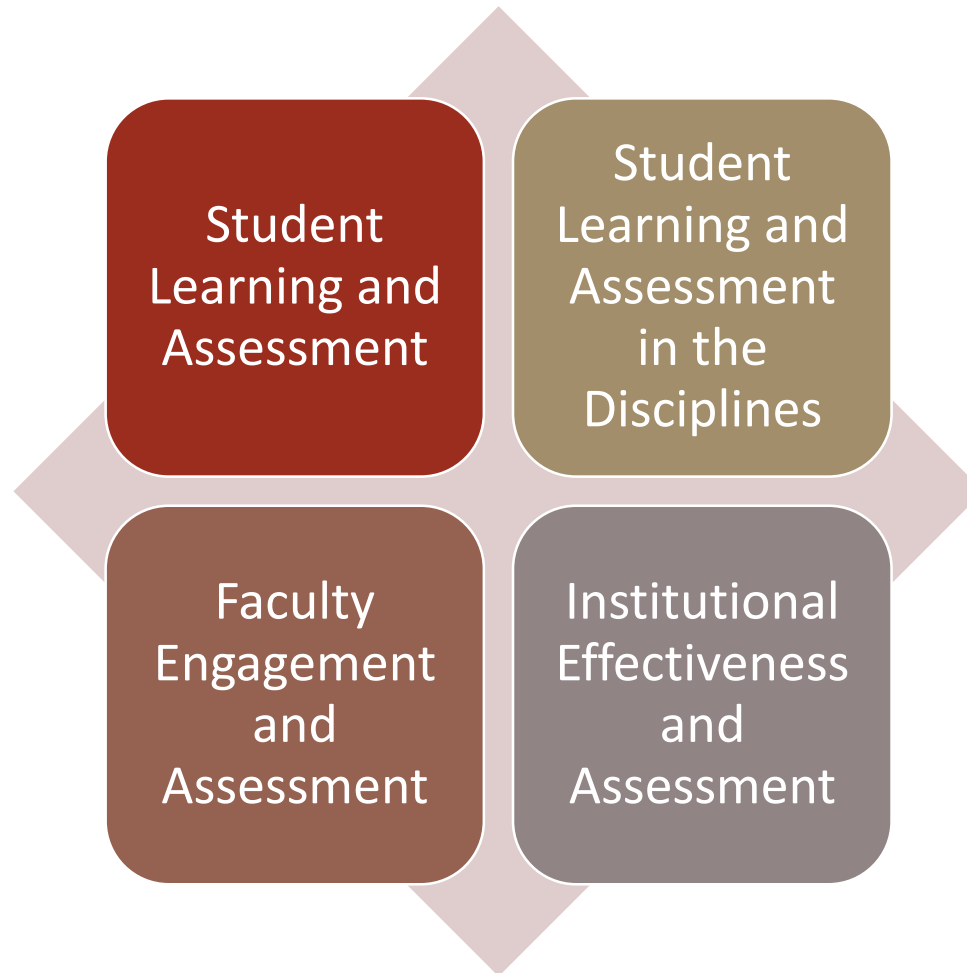 Student
Learning and
Assessment
Student
Learning and
Assessment
in the
Disciplines
Faculty
Engagement
and
Assessment
Institutional
Effectiveness
and
Assessment